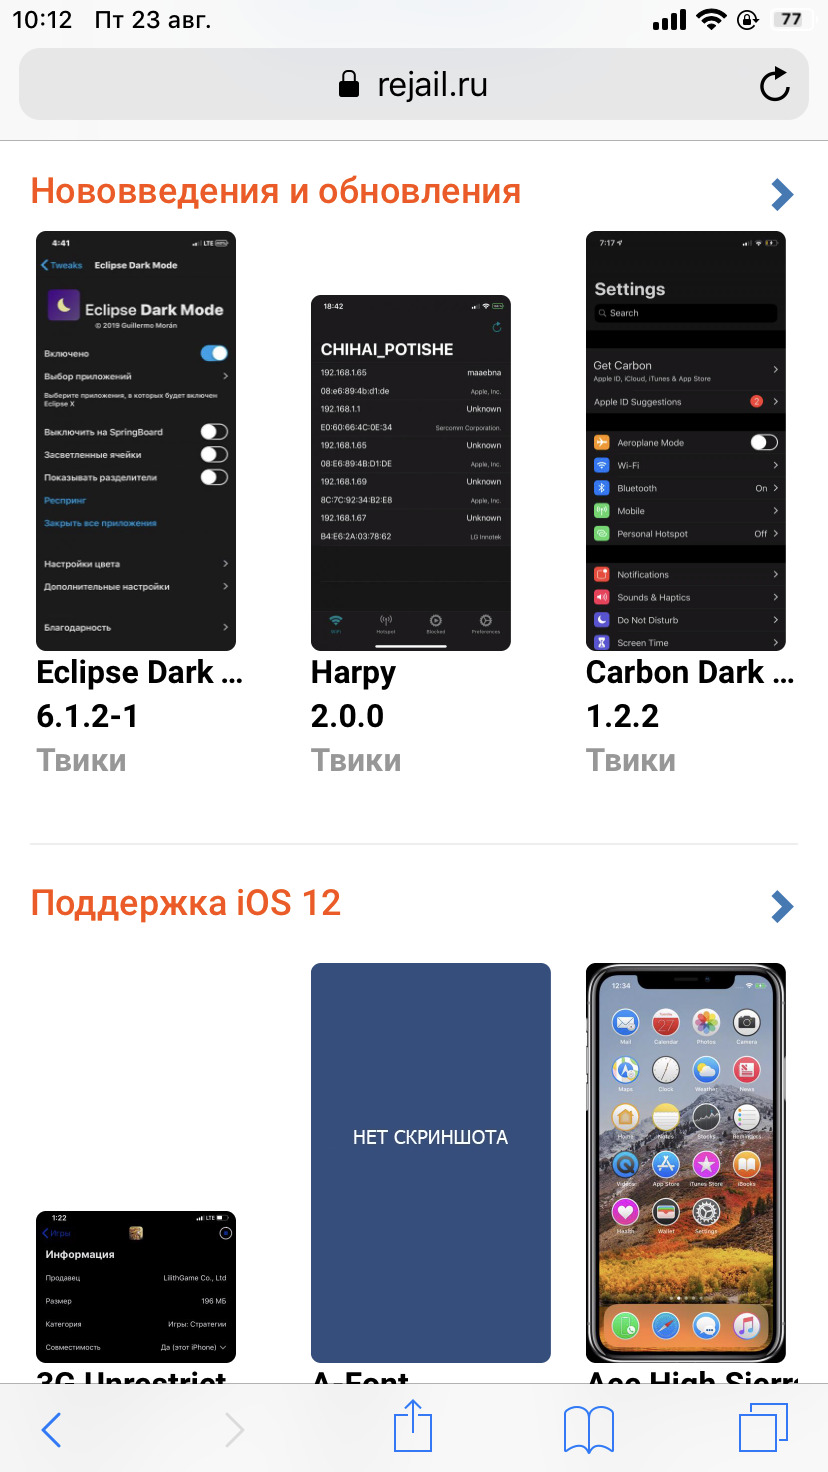 10:12 Пт 23 авг. 77
rejail.ru
Нововведения и обновления
4:41 LTE
Tweaks Eclipse Dark Mode
Eclipse Dark Mode
© 2019 Guillermo Morán
Включено
Выбор приложений
Выберите приложения, в которых будет включен
Eclipse X
Выключить на SpringBoard
Засветленные ячейки
Показывать разделители
Респринг
Закрыть все приложения
Настройки цвета
Дополнительные настройки
Благодарность
18:42
CHIHAI_POTISHE
192.168.1.65 maaebna
08:e6:89:4b:d1:de Apple, Inc.
192.168.1.1 Unknown
E0:60:66:4C:0E:34 Sercomm Corporation.
192.168.1.65 Unknown
08:E6:89:4B:D1:DE Apple, Inc.
192.168.1.69 Unknown
8C:7C:92:34:B2:E8 Apple, Inc.
192.168.1.67 Unknown
B4:E6:2A:03:78:62 LG Innotek
WiFi Hotspot Blocked Preferences
7:17
Settings
Search
Get Carbon
Apple ID, iCloud, iTunes & App Store
Apple ID Suggestions 2
Aeroplane Mode
Wi-Fi
Bluetooth On
Mobile
Personal Hotspot Off
Notifications
Sounds & Haptics
Do Not Disturb
Screen Time
Eclipse Dark ...
6.1.2-1
Твики
Harpy
2.0.0
Твики
Carbon Dark ...
1.2.2
Твики
Поддержка iOS 12
1:22 LTE
Игры
Информация
Продавец LilithGame Co., Ltd
Размер 196 МБ
Категория Игры: Стратегии
Совместимость Да (этот iPhone)
НЕТ СКРИНШОТА
12:34
Tuesday
27
Mail Calendar Photos Camera
Maps Clock Weather News
Home Notes Stocks Reminders
Videos App Store iTunes Store iBooks
Health Wallet Settings
3G Unrestrict
A-Font
Ace High Sierra